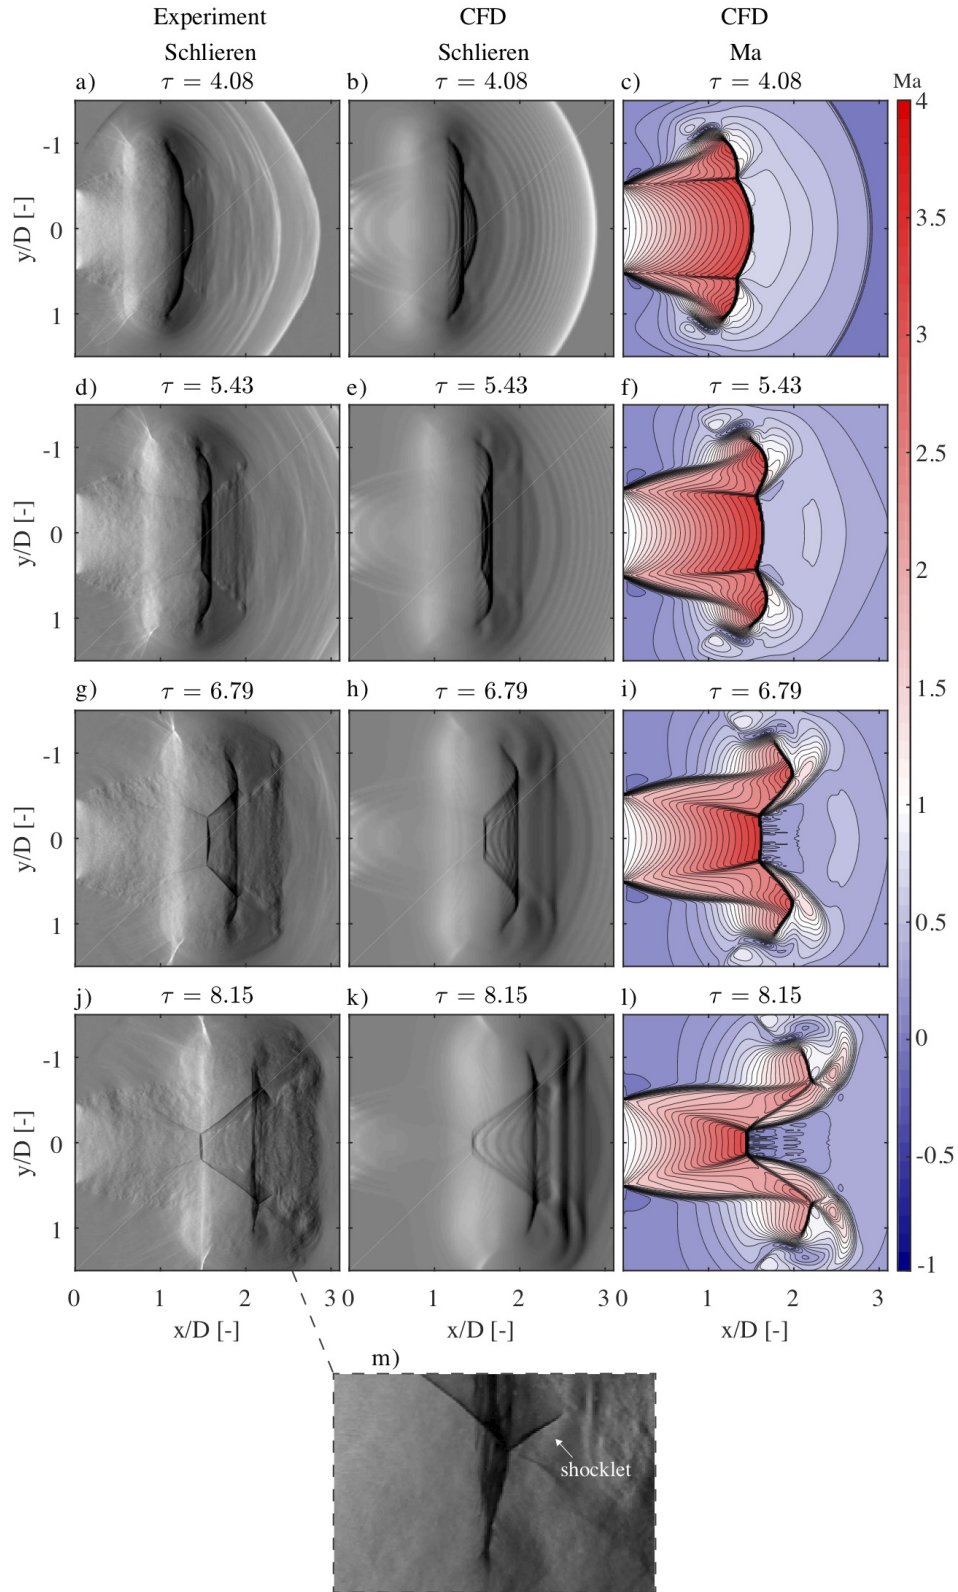 Experiment CFD CFD
Schlieren Schlieren Ma
a) τ = 4.08 b) τ = 4.08 c) τ = 4.08 Ma
4
-1
0
1
y/D [-]
3.5
d) τ = 5.43 e) τ = 5.43 f) τ = 5.43
3
-1
0
1
y/D [-]
2.5
2
g) τ = 6.79 h) τ = 6.79 i) τ = 6.79
1.5
-1
0
1
y/D [-]
1
0.5
j) τ = 8.15 k) τ = 8.15 l) τ = 8.15
0
-1
0
1
y/D [-]
-0.5
-1
0 1 2 3 0 1 2 3 0 1 2 3
x/D [-] x/D [-] x/D [-]
m)
shocklet